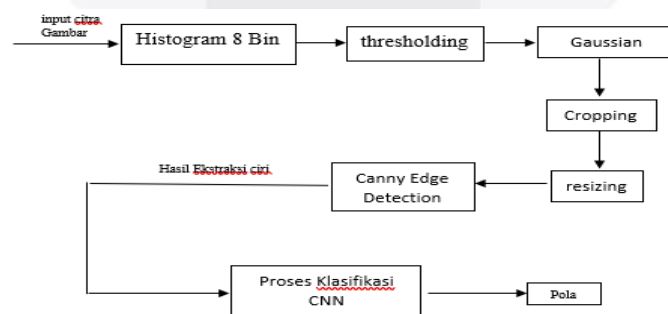 input citra
Gambar
Histogram 8 Bin
thresholding
Gaussian
Cropping
resizing
Canny Edge
Detection
Hasil Ekstraksi ciri
Proses Klasifikasi
CNN
Pola